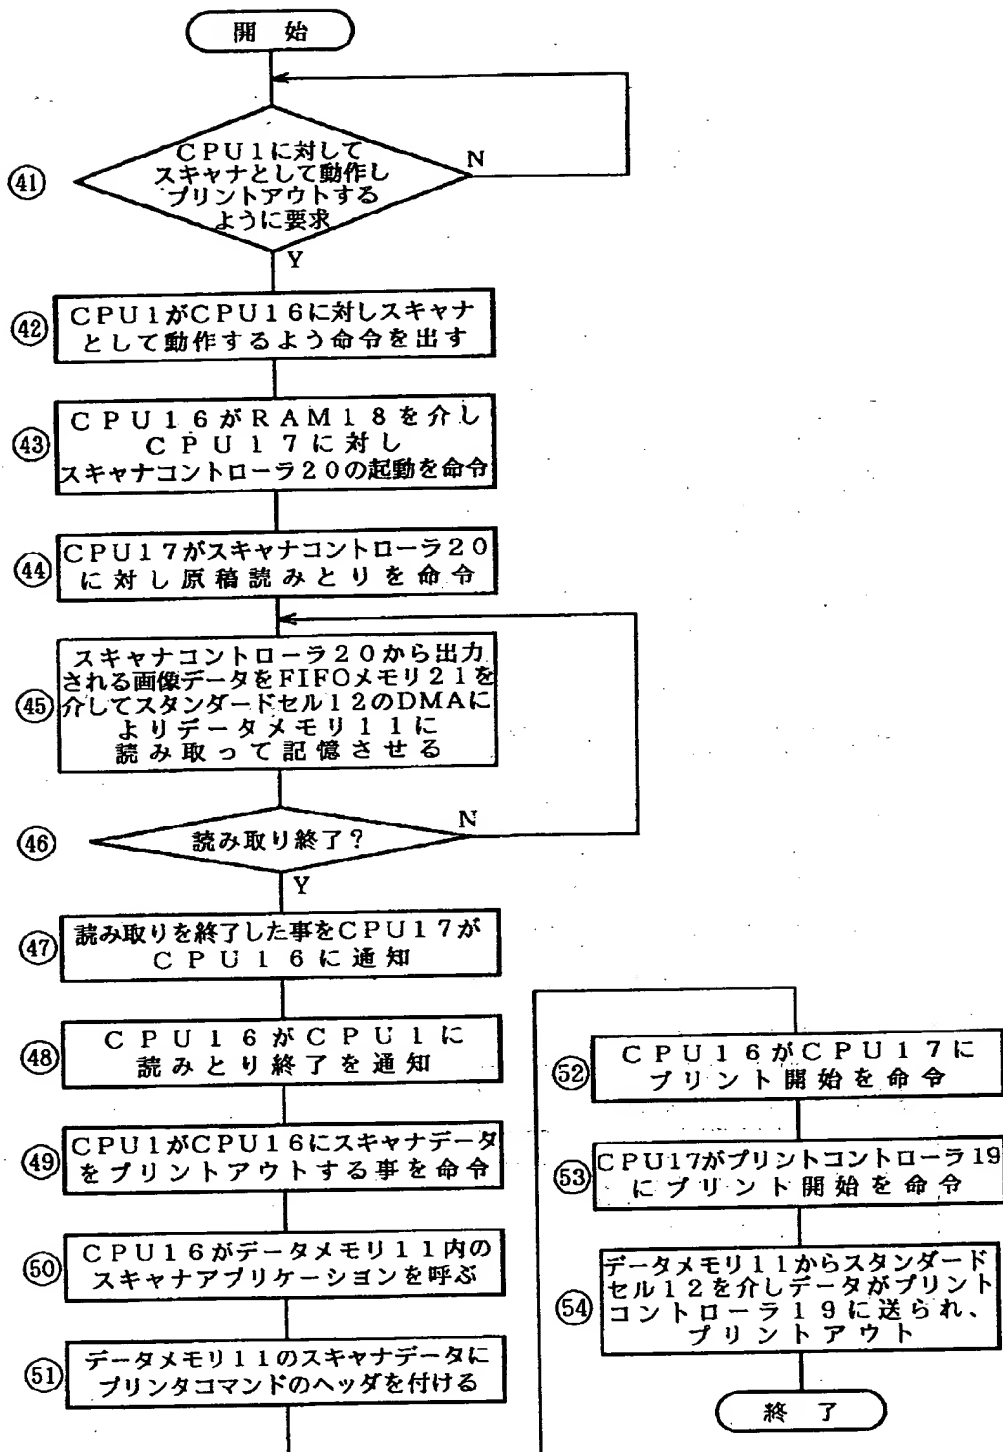 開始
㊶
CPU1に対して
スキャナとして動作し
プリントアウトする
ように要求
N
Y
㊷
CPU1がCPU16に対しスキャナ
として動作するよう命令を出す
㊸
CPU16がRAM18を介し
CPU17に対し
スキャナコントローラ20の起動を命令
㊹
CPU17がスキャナコントローラ20
に対し原稿読みとりを命令
㊺
スキャナコントローラ20から出力
される画像データをFIFOメモリ21を
介してスタンダードセル12のDMAに
よりデータメモリ11に
読み取って記憶させる
㊻
読み取り終了?
N
Y
㊼
読み取りを終了した事をCPU17が
CPU16に通知
㊽
CPU16がCPU1に
読みとり終了を通知
㊾
CPU1がCPU16にスキャナデータ
をプリントアウトする事を命令
㊿
CPU16がデータメモリ11内の
スキャナアプリケーションを呼ぶ
51
データメモリ11のスキャナデータに
プリンタコマンドのヘッダを付ける
52
CPU16がCPU17に
プリント開始を命令
53
CPU17がプリントコントローラ19
にプリント開始を命令
54
データメモリ11からスタンダード
セル12を介しデータがプリント
コントローラ19に送られ、
プリントアウト
終了